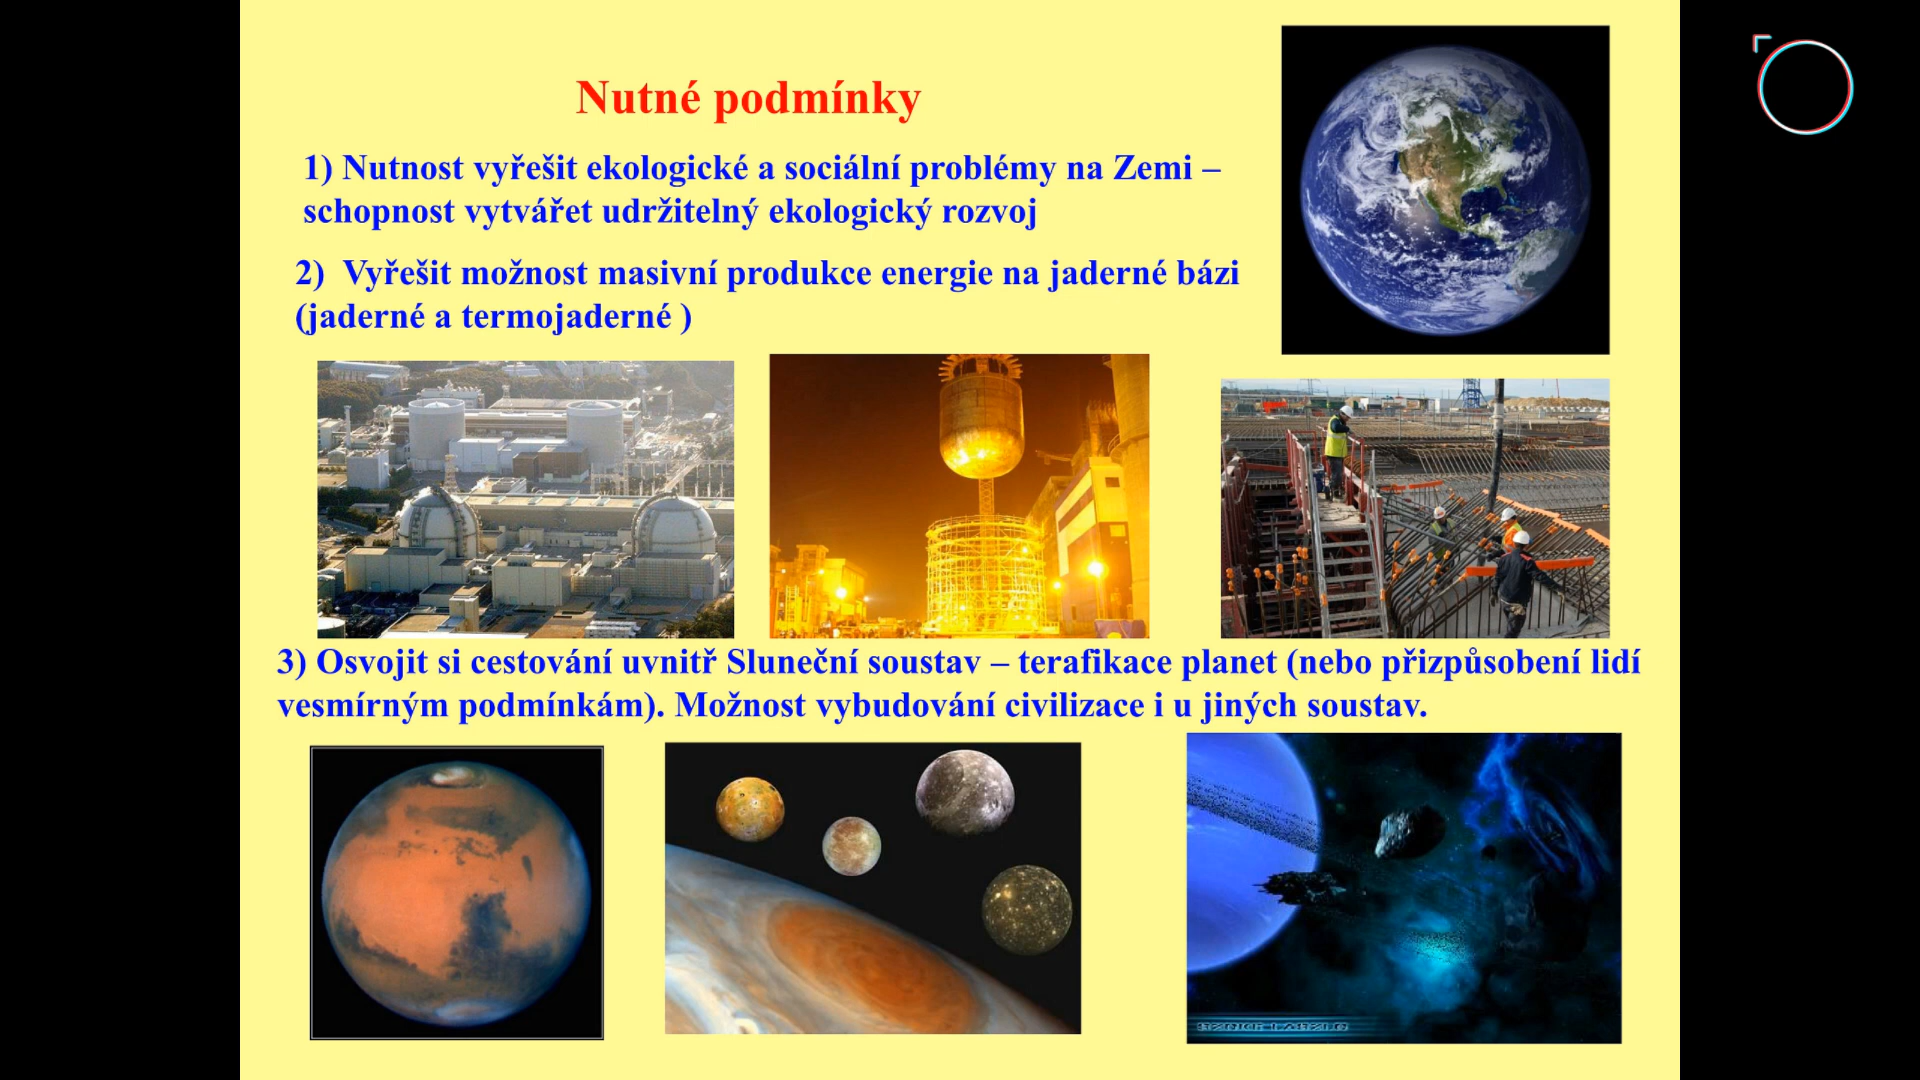 Nutné podmínky
1) Nutnost vyřešit ekologické a sociální problémy na Zemi –
schopnost vytvářet udržitelný ekologický rozvoj
2)  Vyřešit možnost masivní produkce energie na jaderné bázi
(jaderné a termojaderné )
3) Osvojit si cestování uvnitř Sluneční soustav – terafikace planet (nebo přizpůsobení lidí
vesmírným podmínkám). Možnost vybudování civilizace i u jiných soustav.